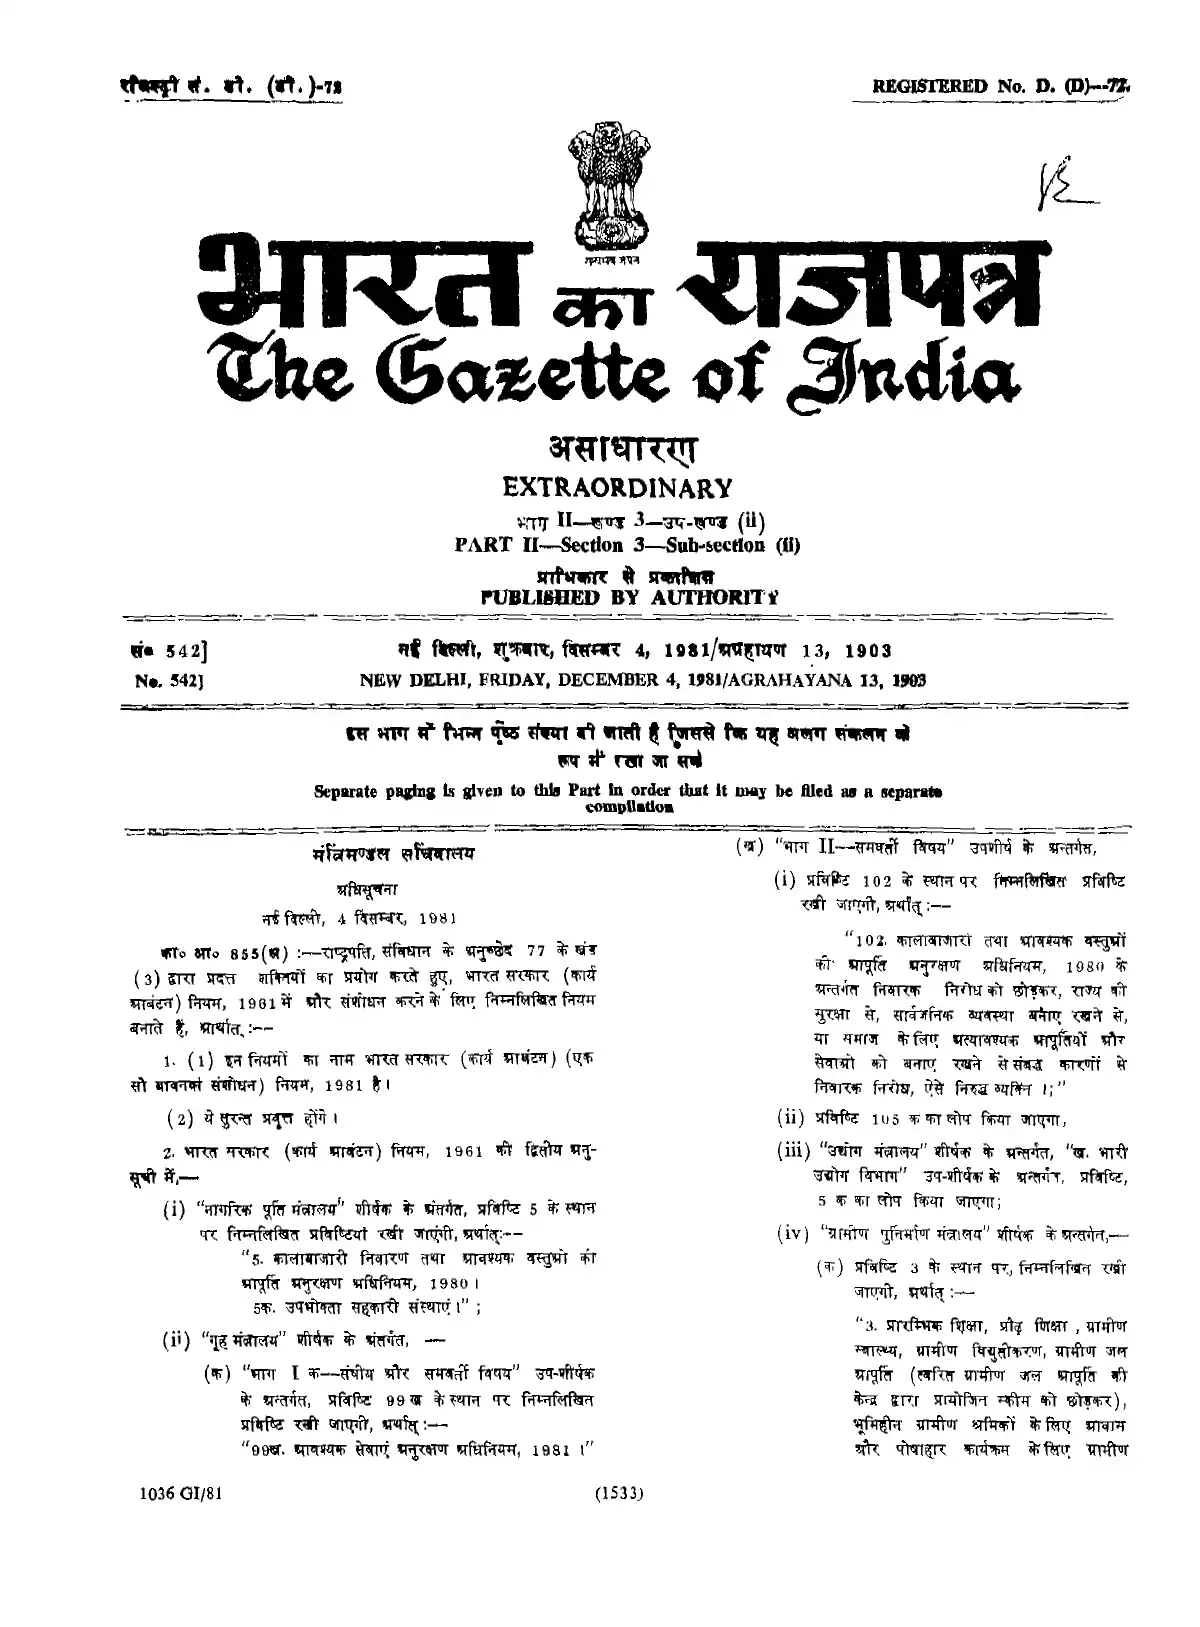 रजिस्ट्री सं. डी. (डी.)-72
REGISTERED No. D. (D)—72
सत्यमेव जयते
भारत का राजपत्र
The Gazette of India
असाधारण
EXTRAORDINARY
भाग II—खण्ड 3—उप-खण्ड (ii)
PART II—Section 3—Sub-section (ii)
प्राधिकार से प्रकाशित
PUBLISHED BY AUTHORITY
सं० 542]
नई दिल्ली, शुक्रवार, दिसम्बर 4, 1981/अग्रहायण 13, 1903
No. 542]
NEW DELHI, FRIDAY, DECEMBER 4, 1981/AGRAHAYANA 13, 1903
इस भाग में भिन्न पृष्ठ संख्या दी जाती है जिससे कि यह अलग संकलन के
रूप में रखा जा सके
Separate paging is given to this Part in order that it may be filed as a separate
compilation
मंत्रिमण्डल सचिवालय
अधिसूचना
नई दिल्ली, 4 दिसम्बर, 1981
का० आ० 855(अ) :—राष्ट्रपति, संविधान के अनुच्छेद 77 के खंड
(3) द्वारा प्रदत्त शक्तियों का प्रयोग करते हुए, भारत सरकार (कार्य
आबंटन) नियम, 1961 में और संशोधन करने के लिए निम्नलिखित नियम
बनाते हैं, अर्थात् :—
1. (1) इन नियमों का नाम भारत सरकार (कार्य आबंटन) (एक
सौ बावनवां संशोधन) नियम, 1981 है।
(2) ये तुरन्त प्रवृत्त होंगे।
2. भारत सरकार (कार्य आबंटन) नियम, 1961 की द्वितीय अनु-
सूची में,—
(i) "नागरिक पूर्ति मंत्रालय" शीर्षक के अंतर्गत, प्रविष्टि 5 के स्थान
पर निम्नलिखित प्रविष्टियां रखी जाएंगी, अर्थात्:—
"5. कालाबाजारी निवारण तथा आवश्यक वस्तुओं की
आपूर्ति अनुरक्षण अधिनियम, 1980।
5क. उपभोक्ता सहकारी संस्थाएं।";
(ii) "गृह मंत्रालय" शीर्षक के अंतर्गत, —
(क) "भाग I क—संघीय और समवर्ती विषय" उप-शीर्षक
के अन्तर्गत, प्रविष्टि 99ख के स्थान पर निम्नलिखित
प्रविष्टि रखी जाएगी, अर्थात् :—
"99ख. आवश्यक सेवाएं अनुरक्षण अधिनियम, 1981।"
(ख) "भाग II—समवर्ती विषय" उपशीर्ष के अन्तर्गत,
(i) प्रविष्टि 102 के स्थान पर निम्नलिखित प्रविष्टि
रखी जाएगी, अर्थात् :—
"102. कालाबाजारी तथा आवश्यक वस्तुओं
की आपूर्ति अनुरक्षण अधिनियम, 1980 के
अन्तर्गत निवारक निरोध को छोड़कर, राज्य की
सुरक्षा से, सार्वजनिक व्यवस्था बनाए रखने से,
या समाज के लिए अत्यावश्यक आपूर्तियों और
सेवाओं को बनाए रखने से संबद्ध कारणों से
निवारक निरोध, ऐसे निरुद्ध व्यक्ति।;"
(ii) प्रविष्टि 105 क का लोप किया जाएगा,
(iii) "उद्योग मंत्रालय" शीर्षक के अन्तर्गत, "ख. भारी
उद्योग विभाग" उप-शीर्षक के अन्तर्गत, प्रविष्टि,
5 क का लोप किया जाएगा;
(iv) "ग्रामीण पुनर्निर्माण मंत्रालय" शीर्षक के अन्तर्गत,—
(क) प्रविष्टि 3 के स्थान पर, निम्नलिखित रखी
जाएगी, अर्थात् :—
"3. प्रारम्भिक शिक्षा, प्रौढ़ शिक्षा, ग्रामीण
स्वास्थ्य, ग्रामीण विद्युतीकरण, ग्रामीण जल
आपूर्ति (त्वरित ग्रामीण जल आपूर्ति की
केन्द्र द्वारा प्रायोजित स्कीम को छोड़कर),
भूमिहीन ग्रामीण श्रमिकों के लिए आवास
और पोषाहार कार्यक्रम के लिए ग्रामीण
1036 GI/81
(1533)